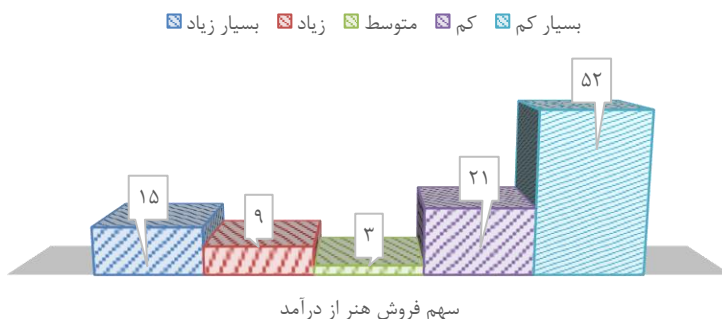 بسیار زیاد زیاد متوسط کم بسیار کم
۵۲
۲۱
۱۵
۹
۳
سهم فروش هنر از درآمد